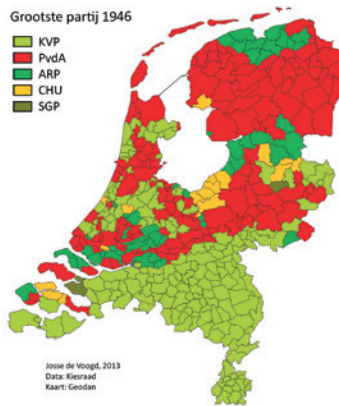 Grootste partij 1946
KVP
PvdA
ARP
CHU
SGP
Josse de Voogd, 2013
Data: Kiesraad
Kaart: Geodan